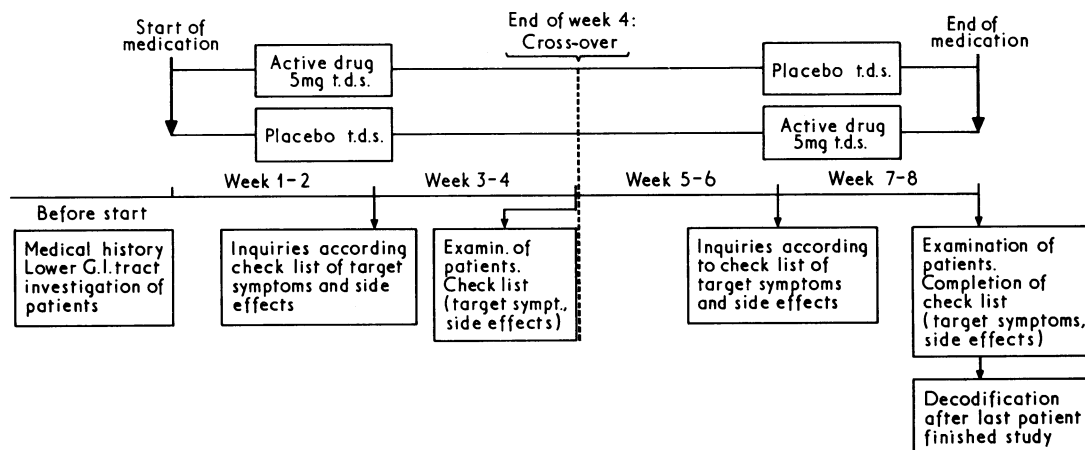 Start of
medication
End of week 4:
Cross-over
End of
medication
Active drug
5mg t.d.s.
Placebo t.d.s.
Placebo t.d.s.
Active drug
5mg t.d.s.
Week 1-2
Week 3-4
Week 5-6
Week 7-8
Before start
Medical history
Lower G.I. tract
investigation of
patients
Inquiries according
check list of target
symptoms and side
effects
Examin. of
patients.
Check list
(target sympt.,
side effects)
Inquiries according
to check list of
target symptoms
and side effects
Examination of
patients.
Completion of
check list
(target symptoms,
side effects)
Decodification
after last patient
finished study